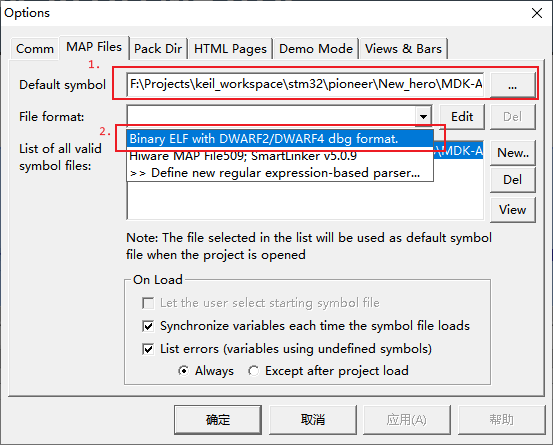 Options
Comm MAP Files Pack Dir HTML Pages Demo Mode Views & Bars
1.
Default symbol F:\Projects\keil_workspace\stm32\pioneer\New_hero\MDK-A ...
File format: Edit Del
2.
Binary ELF with DWARF2/DWARF4 dbg format.
List of all valid Hiware MAP File509; SmartLinker v5.0.9 \MDK-A New..
symbol files: >> Define new regular expression-based parser... Del
View
Note: The file selected in the list will be used as default symbol
file when the project is opened
On Load
Let the user select starting symbol file
Synchronize variables each time the symbol file loads
List errors (variables using undefined symbols)
Always Except after project load
确定 取消 应用(A) 帮助